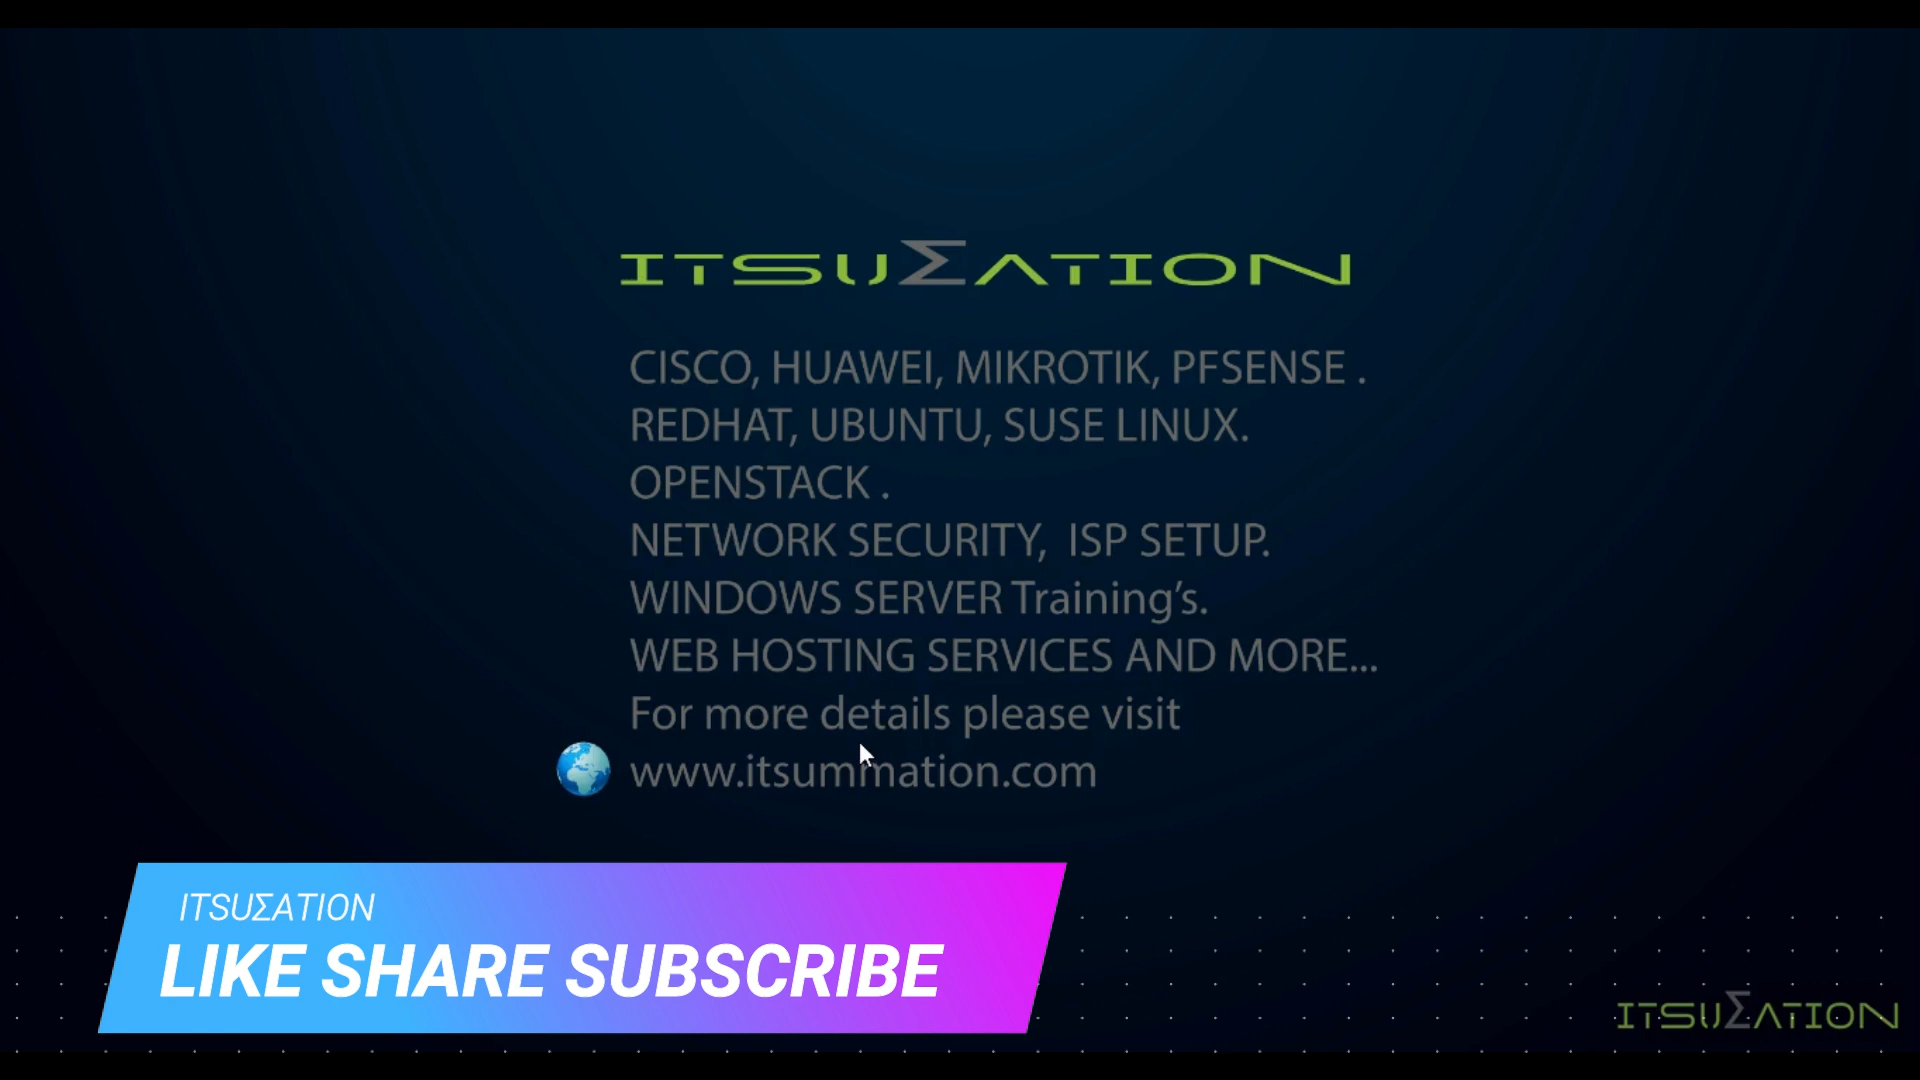 ITSUΣATION
CISCO, HUAWEI, MIKROTIK, PFSENSE .
REDHAT, UBUNTU, SUSE LINUX.
OPENSTACK .
NETWORK SECURITY,  ISP SETUP.
WINDOWS SERVER Training’s.
WEB HOSTING SERVICES AND MORE...
For more details please visit
www.itsummation.com
ITSUΣATION
LIKE SHARE SUBSCRIBE
ITSUΣATION